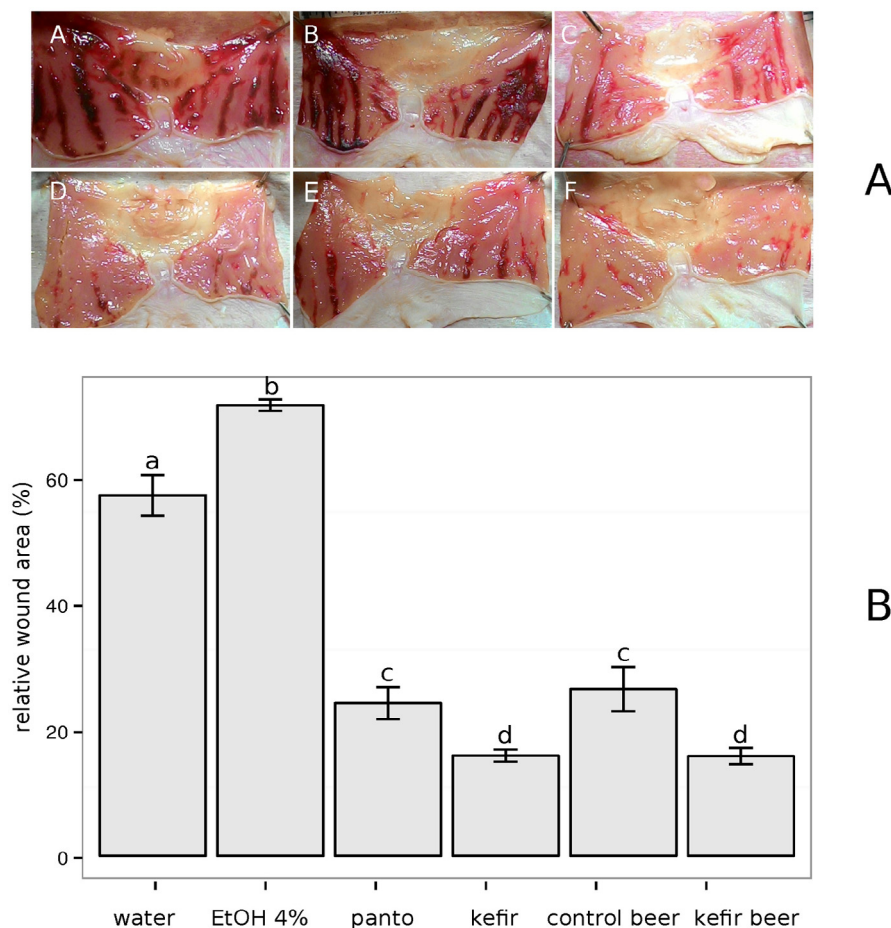 A B C
A
D E F
b
a
60
relative wound area (%)
40
B
c c
20
d d
0
water EtOH 4% panto kefir control beer kefir beer